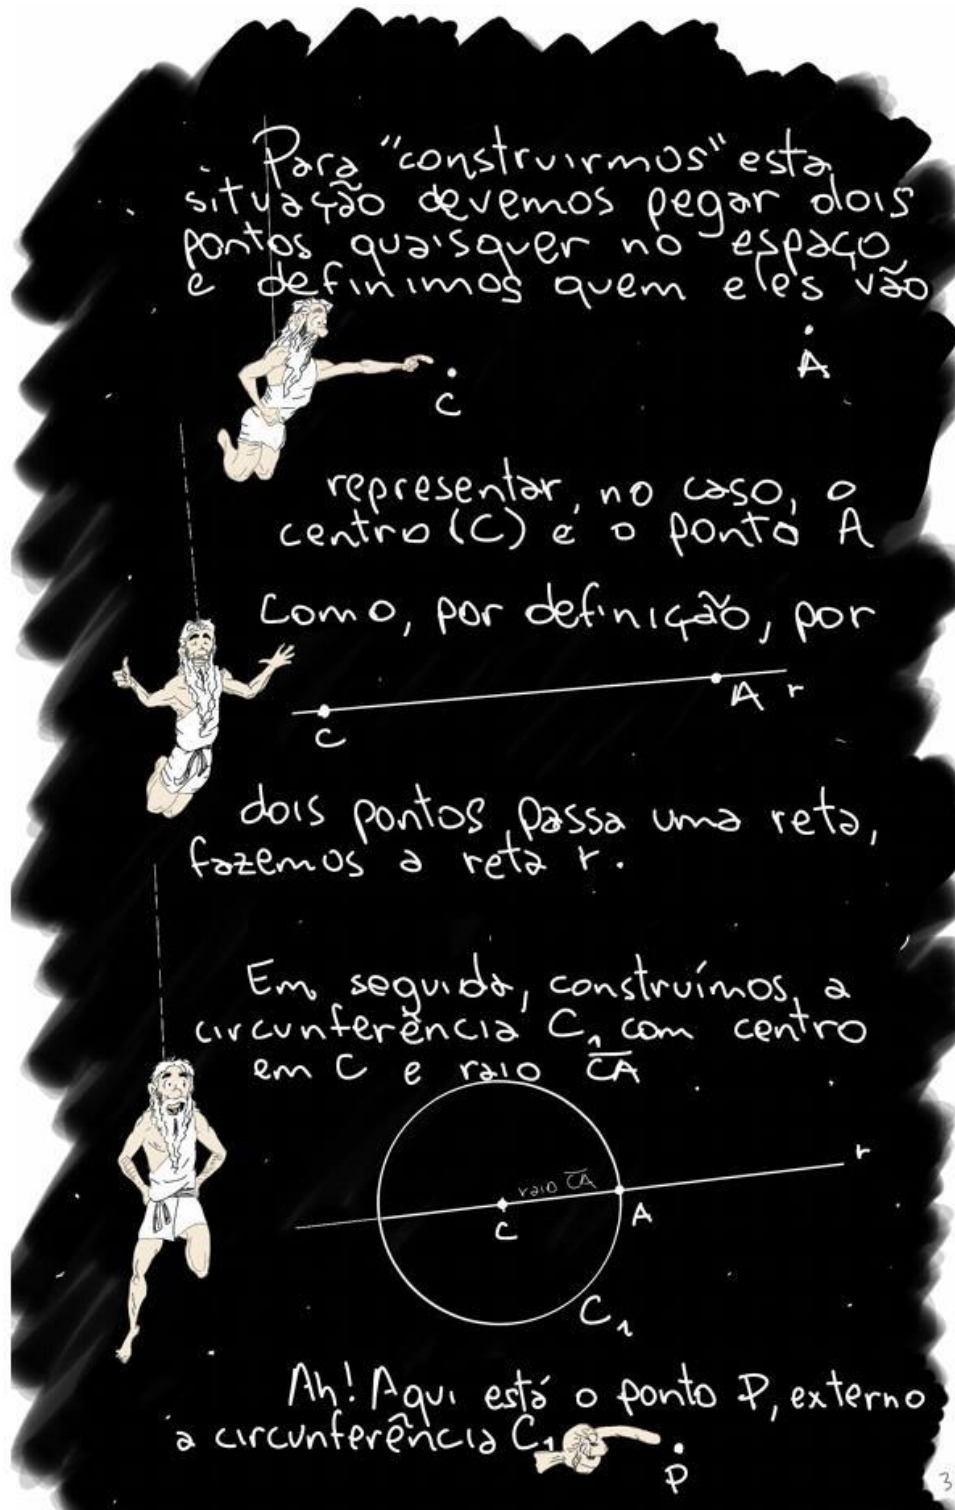 Para "construirmos" esta
situação devemos pegar dois
pontos quaisquer no espaço
e definimos quem eles vão
A
C
representar, no caso, o
centro (C) e o ponto A
Como, por definição, por
C A r
dois pontos passa uma reta,
fazemos a reta r.
Em seguida, construímos a
circunferência C₁ com centro
em C e raio C̅A̅
r
raio C̅A̅
C A
C₁
Ah! Aqui está o ponto P, externo
a circunferência C₁
P
3